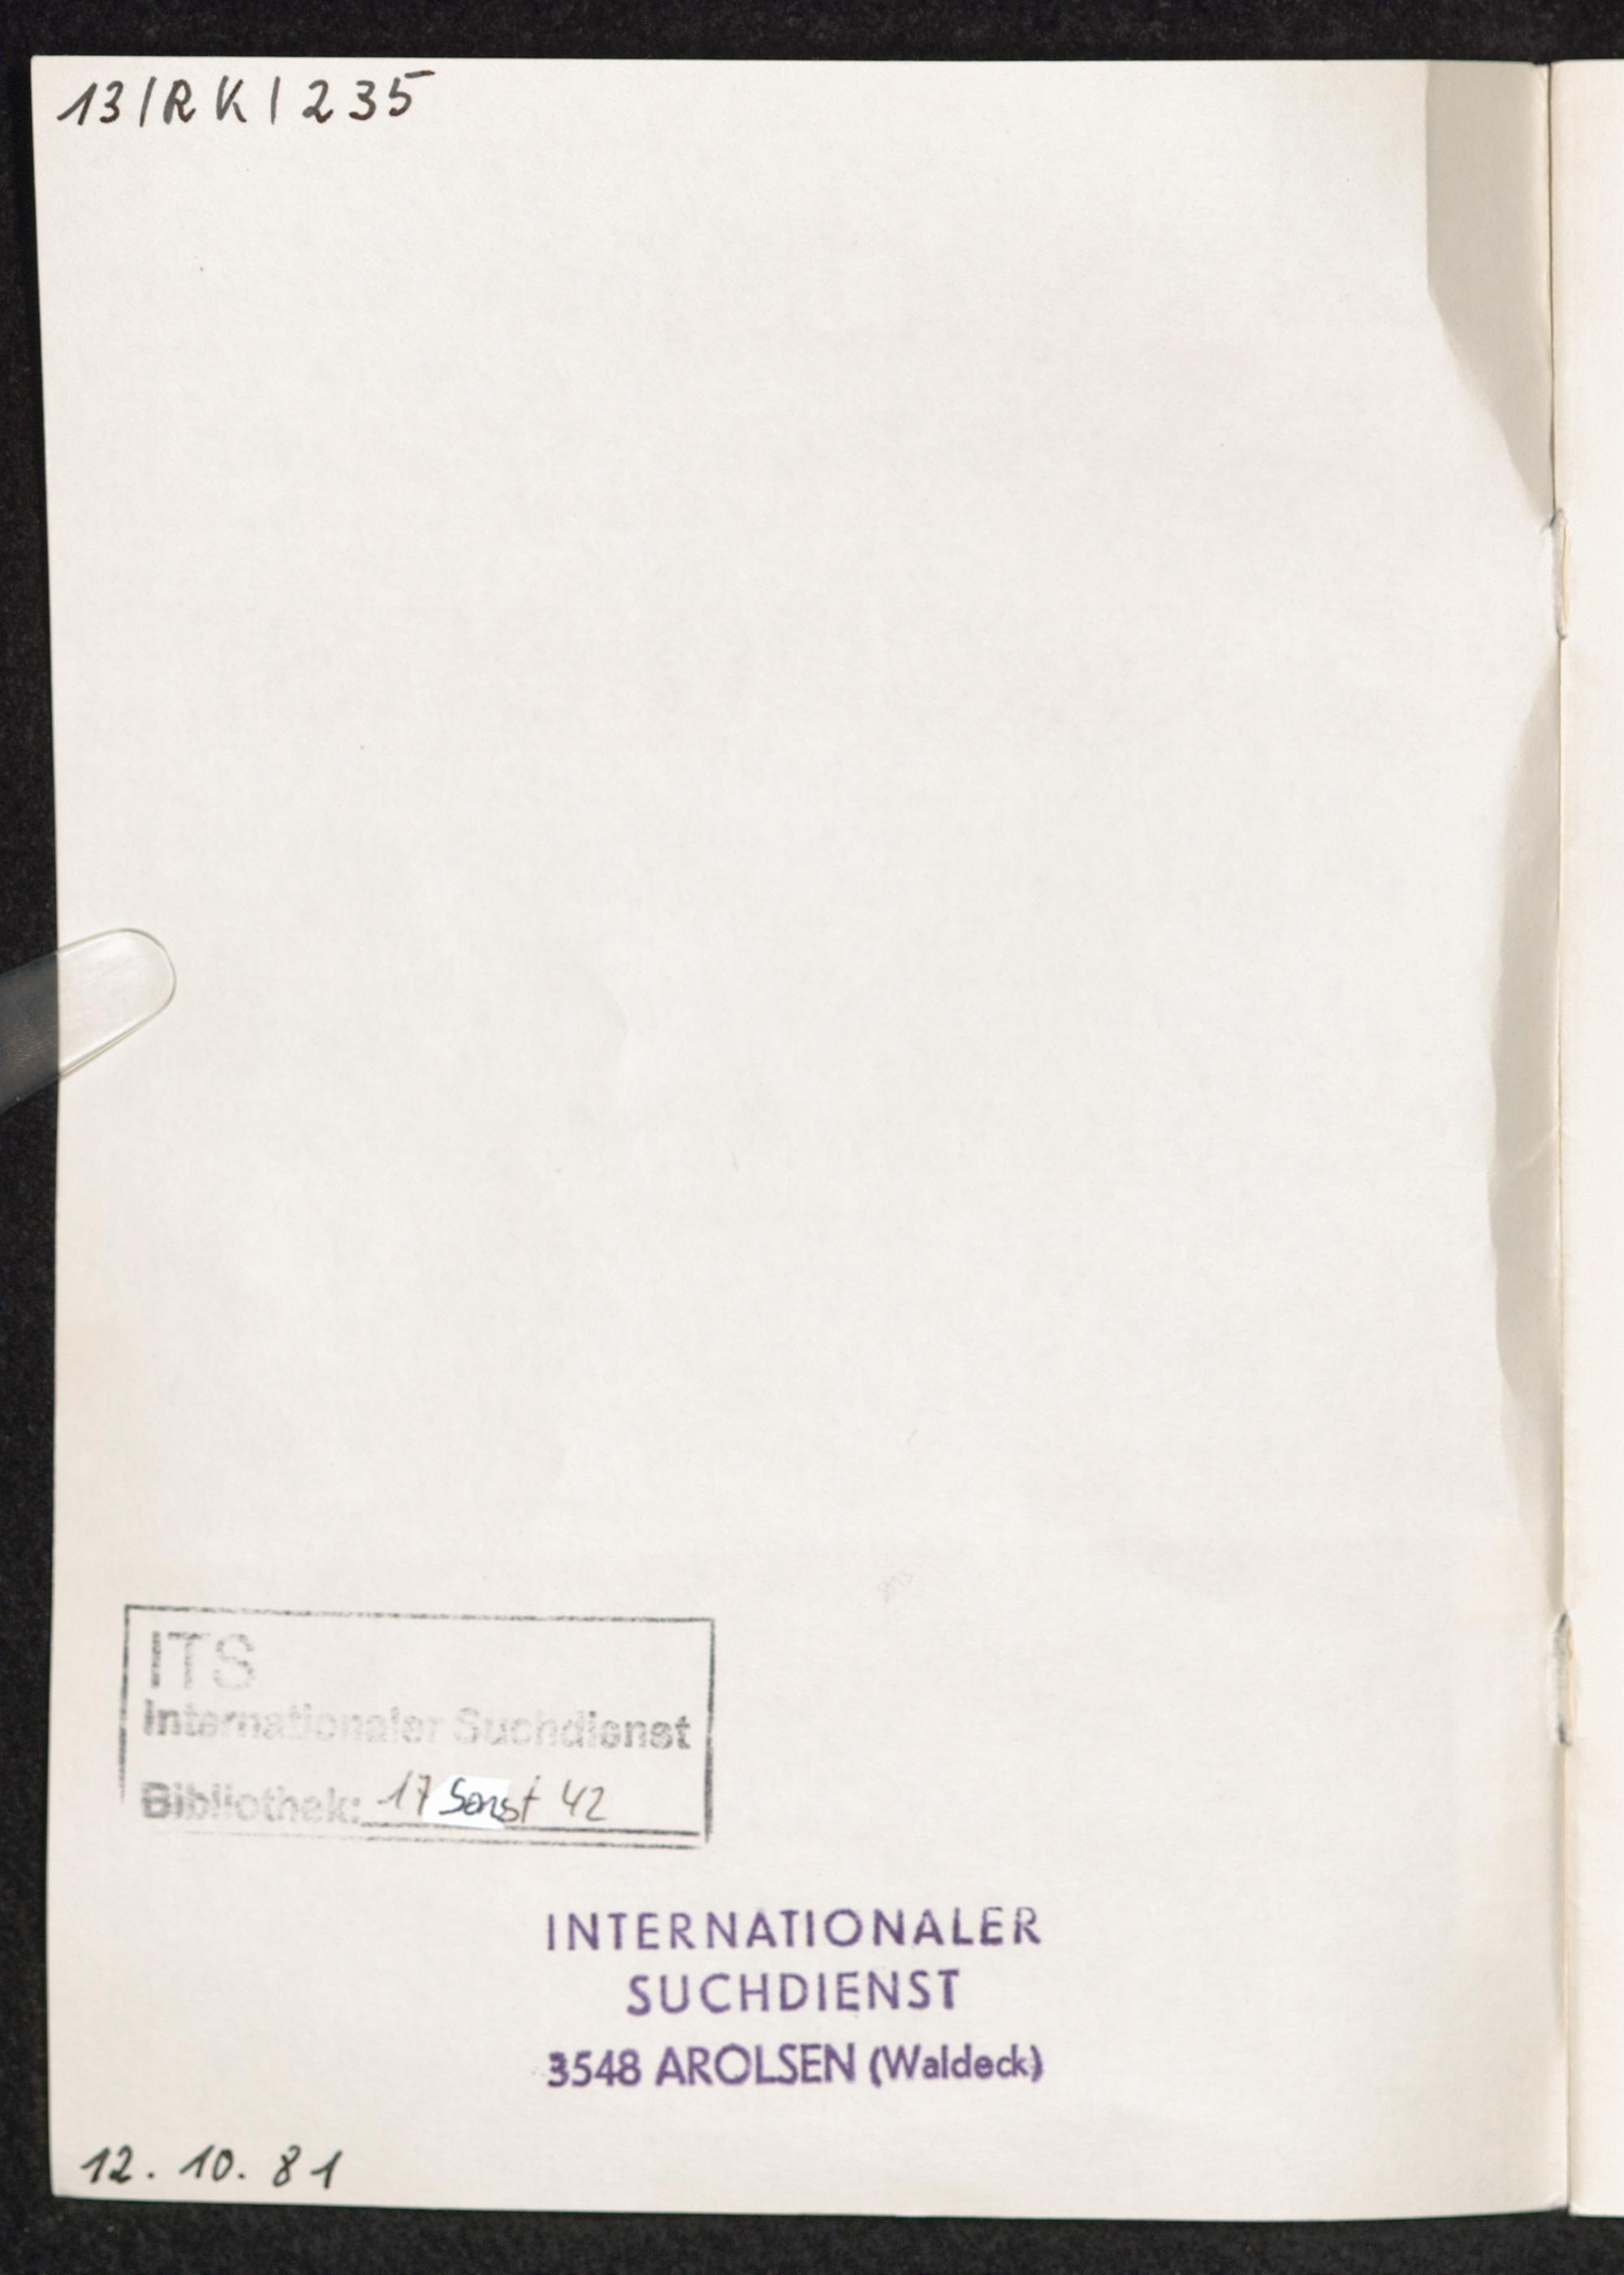 13/RK/235
ITS
Internationaler Suchdienst
Bibliothek: 17 Sonst 42
INTERNATIONALER
SUCHDIENST
3548 AROLSEN (Waldeck)
12. 10. 81